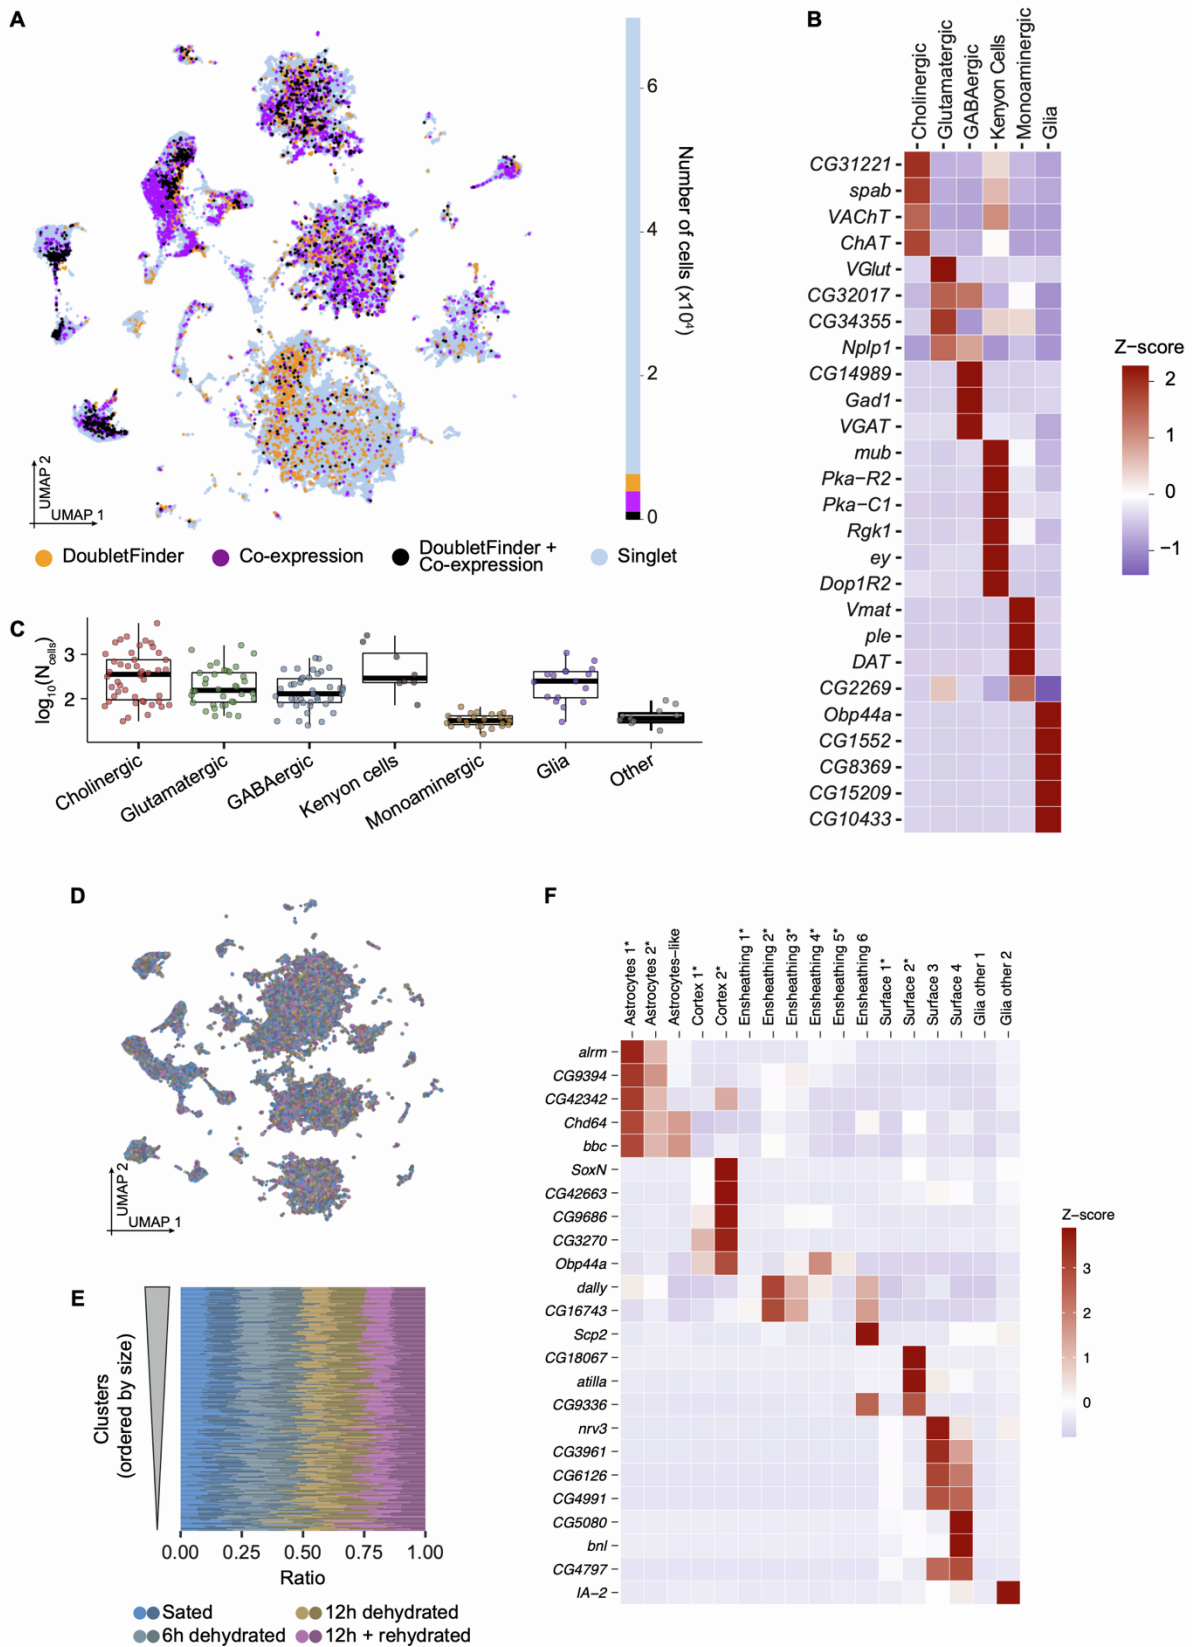 A
6
4
2
0
Number of cells (x10⁴)
UMAP 2
UMAP 1
DoubletFinder
Co-expression
DoubletFinder +
Co-expression
Singlet
B
Cholinergic
Glutamatergic
GABAergic
Kenyon Cells
Monoaminergic
Glia
CG31221
spab
VAChT
ChAT
VGlut
CG32017
CG34355
Nplp1
CG14989
Gad1
VGAT
mub
Pka−R2
Pka−C1
Rgk1
ey
Dop1R2
Vmat
ple
DAT
CG2269
Obp44a
CG1552
CG8369
CG15209
CG10433
Z−score
2
1
0
−1
C
log10(Ncells)
3
2
Cholinergic
Glutamatergic
GABAergic
Kenyon cells
Monoaminergic
Glia
Other
D
UMAP 2
UMAP 1
E
Clusters
(ordered by size)
0.00 0.25 0.50 0.75 1.00
Ratio
Sated
12h dehydrated
6h dehydrated
12h + rehydrated
F
Astrocytes 1*
Astrocytes 2*
Astrocytes−like
Cortex 1*
Cortex 2*
Ensheathing 1*
Ensheathing 2*
Ensheathing 3*
Ensheathing 4*
Ensheathing 5*
Ensheathing 6
Surface 1*
Surface 2*
Surface 3
Surface 4
Glia other 1
Glia other 2
alrm
CG9394
CG42342
Chd64
bbc
SoxN
CG42663
CG9686
CG3270
Obp44a
dally
CG16743
Scp2
CG18067
atilla
CG9336
nrv3
CG3961
CG6126
CG4991
CG5080
bnl
CG4797
IA−2
Z−score
3
2
1
0